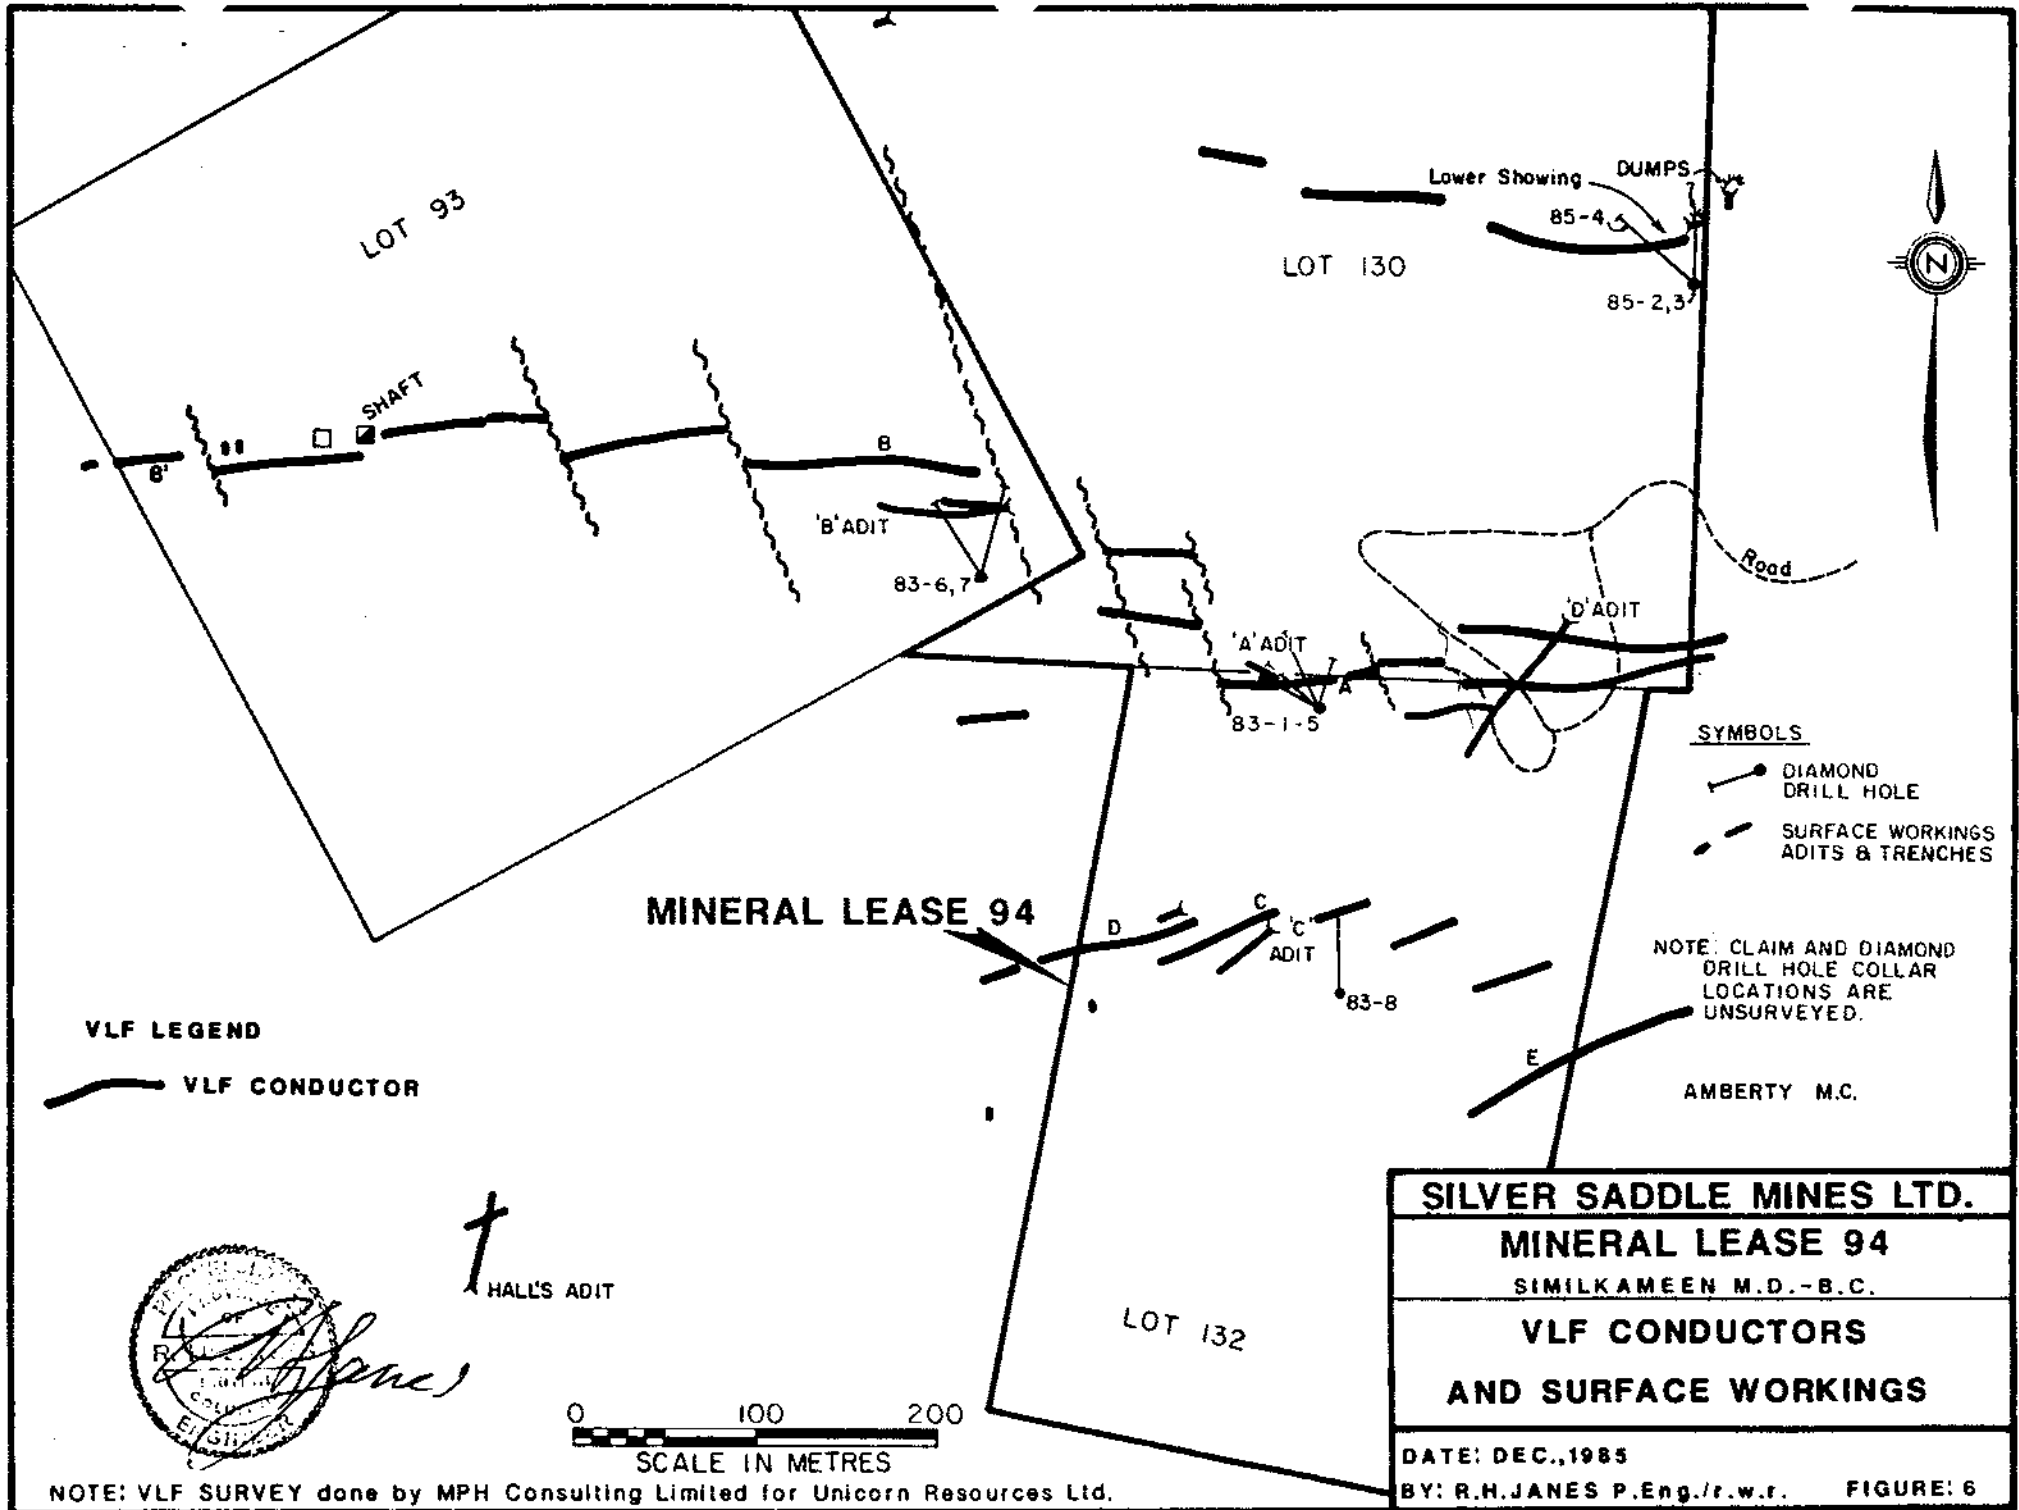 LOT 93
Lower Showing
DUMPS
85-4
LOT 130
85-2,3
N
SHAFT
B'
B
'B' ADIT
83-6,7
Road
'D' ADIT
'A' ADIT
A
83-1-5
SYMBOLS
DIAMOND
DRILL HOLE
SURFACE WORKINGS
ADITS & TRENCHES
MINERAL LEASE 94
D
C
'C'
ADIT
83-8
NOTE: CLAIM AND DIAMOND
DRILL HOLE COLLAR
LOCATIONS ARE
UNSURVEYED.
E
AMBERTY M.C.
VLF LEGEND
VLF CONDUCTOR
HALL'S ADIT
LOT 132
OF
ENGINEER
0 100 200
SCALE IN METRES
NOTE: VLF SURVEY done by MPH Consulting Limited for Unicorn Resources Ltd.
SILVER SADDLE MINES LTD.
MINERAL LEASE 94
SIMILKAMEEN M.D.-B.C.
VLF CONDUCTORS
AND SURFACE WORKINGS
DATE: DEC.,1985
BY: R.H.JANES P.Eng./r.w.r. FIGURE: 6